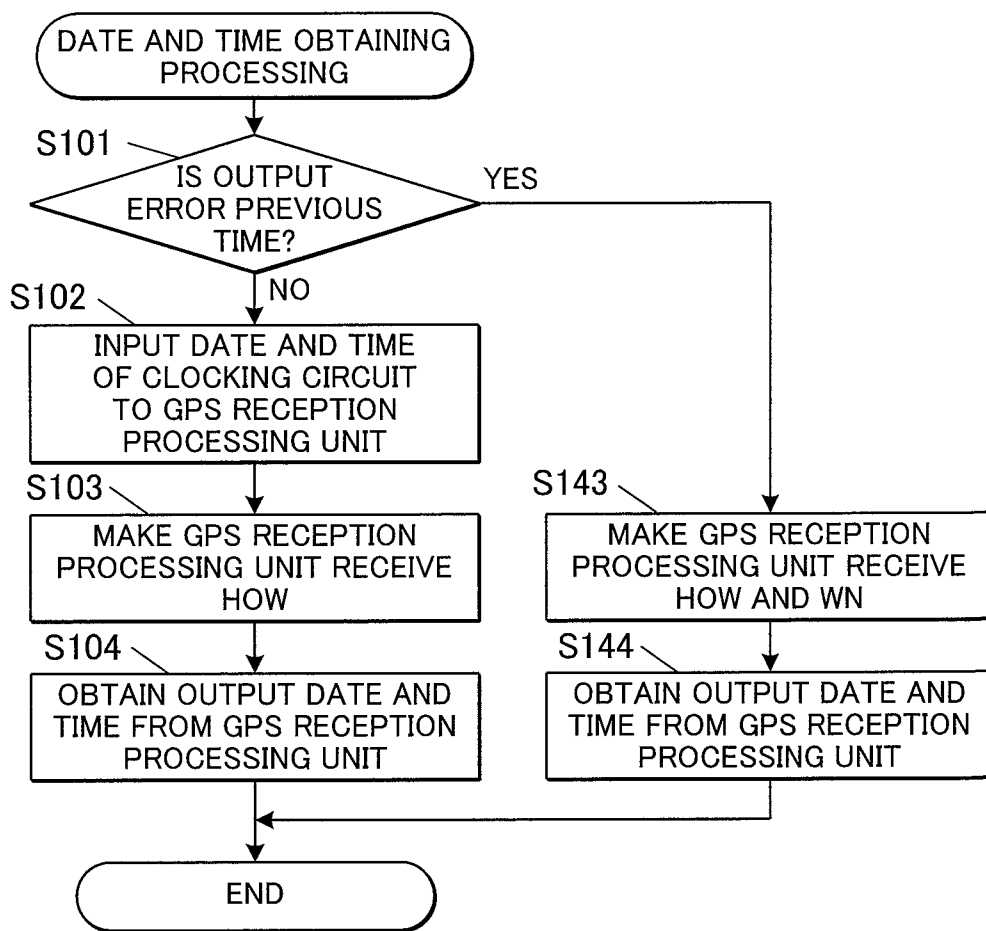 DATE AND TIME OBTAINING
PROCESSING
S101
IS OUTPUT
ERROR PREVIOUS
TIME?
YES
NO
S102
INPUT DATE AND TIME
OF CLOCKING CIRCUIT
TO GPS RECEPTION
PROCESSING UNIT
S103
MAKE GPS RECEPTION
PROCESSING UNIT RECEIVE
HOW
S104
OBTAIN OUTPUT DATE AND
TIME FROM GPS RECEPTION
PROCESSING UNIT
S143
MAKE GPS RECEPTION
PROCESSING UNIT RECEIVE
HOW AND WN
S144
OBTAIN OUTPUT DATE AND
TIME FROM GPS RECEPTION
PROCESSING UNIT
END